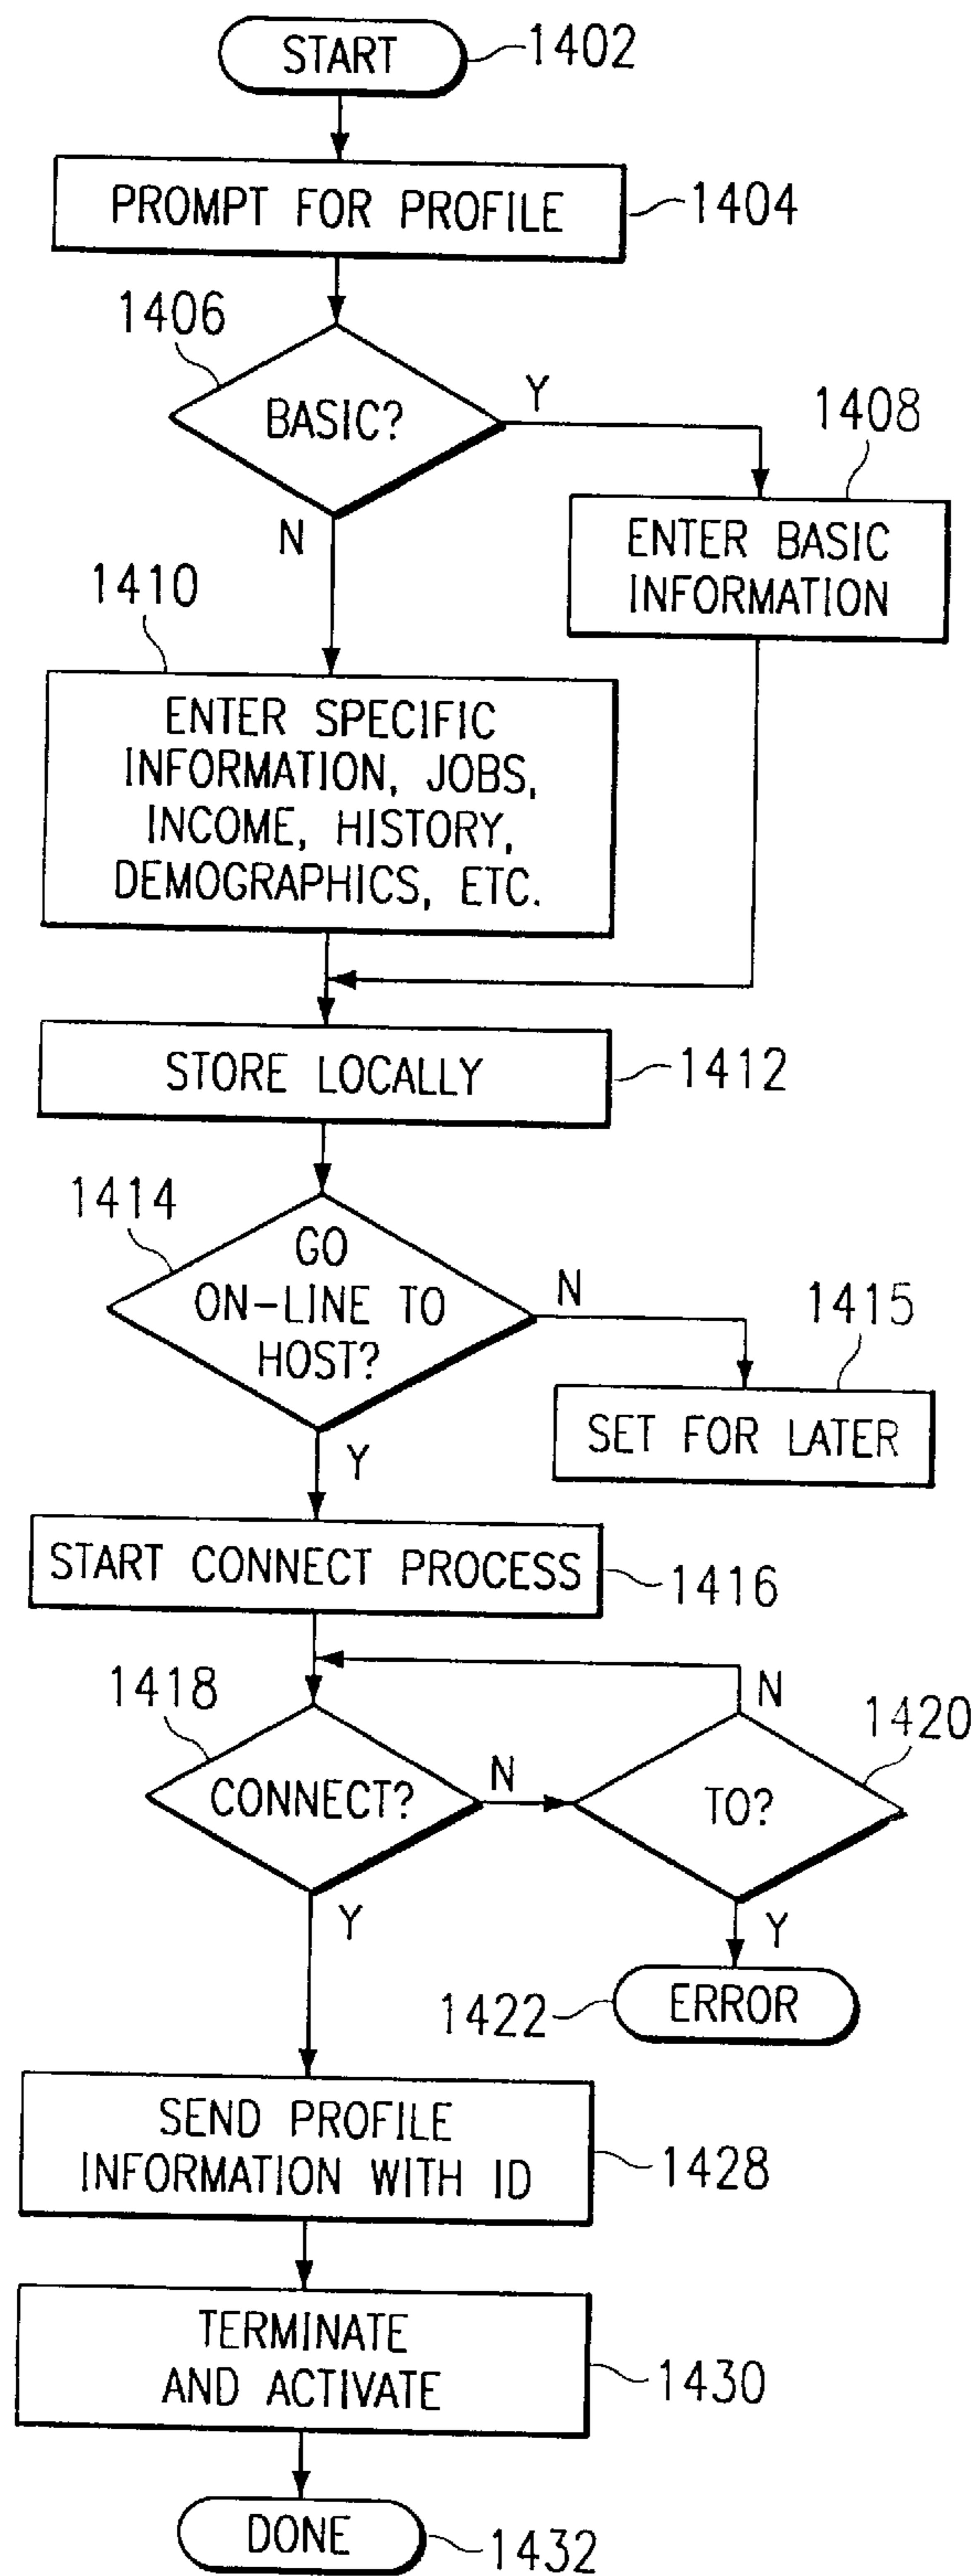 START
1402
PROMPT FOR PROFILE
1404
1406
BASIC?
Y
N
1408
ENTER BASIC
INFORMATION
1410
ENTER SPECIFIC
INFORMATION, JOBS,
INCOME, HISTORY,
DEMOGRAPHICS, ETC.
STORE LOCALLY
1412
1414
GO
ON-LINE TO
HOST?
N
Y
1415
SET FOR LATER
START CONNECT PROCESS
1416
1418
CONNECT?
N
Y
1420
TO?
N
Y
1422
ERROR
SEND PROFILE
INFORMATION WITH ID
1428
TERMINATE
AND ACTIVATE
1430
DONE
1432